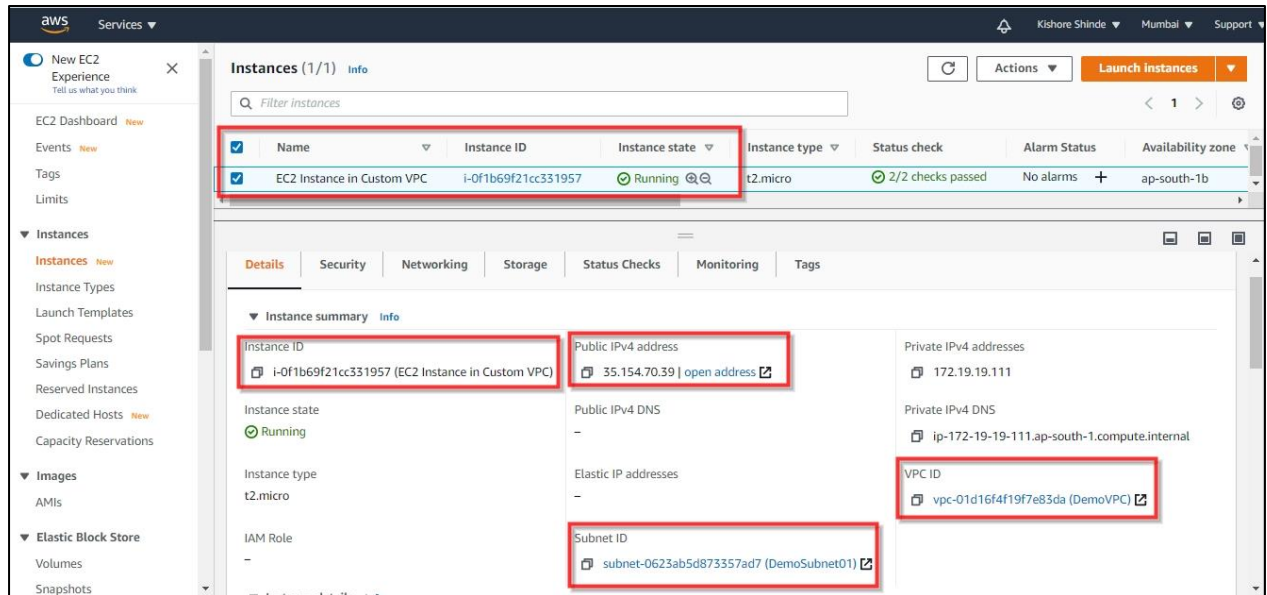 aws Services ▼ Kishore Shinde ▼ Mumbai ▼ Support ▼
New EC2
Experience
Tell us what you think
EC2 Dashboard New
Events New
Tags
Limits
▼ Instances
Instances New
Instance Types
Launch Templates
Spot Requests
Savings Plans
Reserved Instances
Dedicated Hosts New
Capacity Reservations
▼ Images
AMIs
▼ Elastic Block Store
Volumes
Snapshots
Instances (1/1) Info
Actions ▼ Launch instances ▼
Filter instances
< 1 >
Name Instance ID Instance state Instance type Status check Alarm Status Availability zone
EC2 Instance in Custom VPC i-0f1b69f21cc331957 Running t2.micro 2/2 checks passed No alarms + ap-south-1b
Details Security Networking Storage Status Checks Monitoring Tags
▼ Instance summary Info
Instance ID
i-0f1b69f21cc331957 (EC2 Instance in Custom VPC)
Public IPv4 address
35.154.70.39 | open address
Private IPv4 addresses
172.19.19.111
Instance state
Running
Public IPv4 DNS
–
Private IPv4 DNS
ip-172-19-19-111.ap-south-1.compute.internal
Instance type
t2.micro
Elastic IP addresses
–
VPC ID
vpc-01d16f4f19f7e83da (DemoVPC)
IAM Role
–
Subnet ID
subnet-0623ab5d873357ad7 (DemoSubnet01)